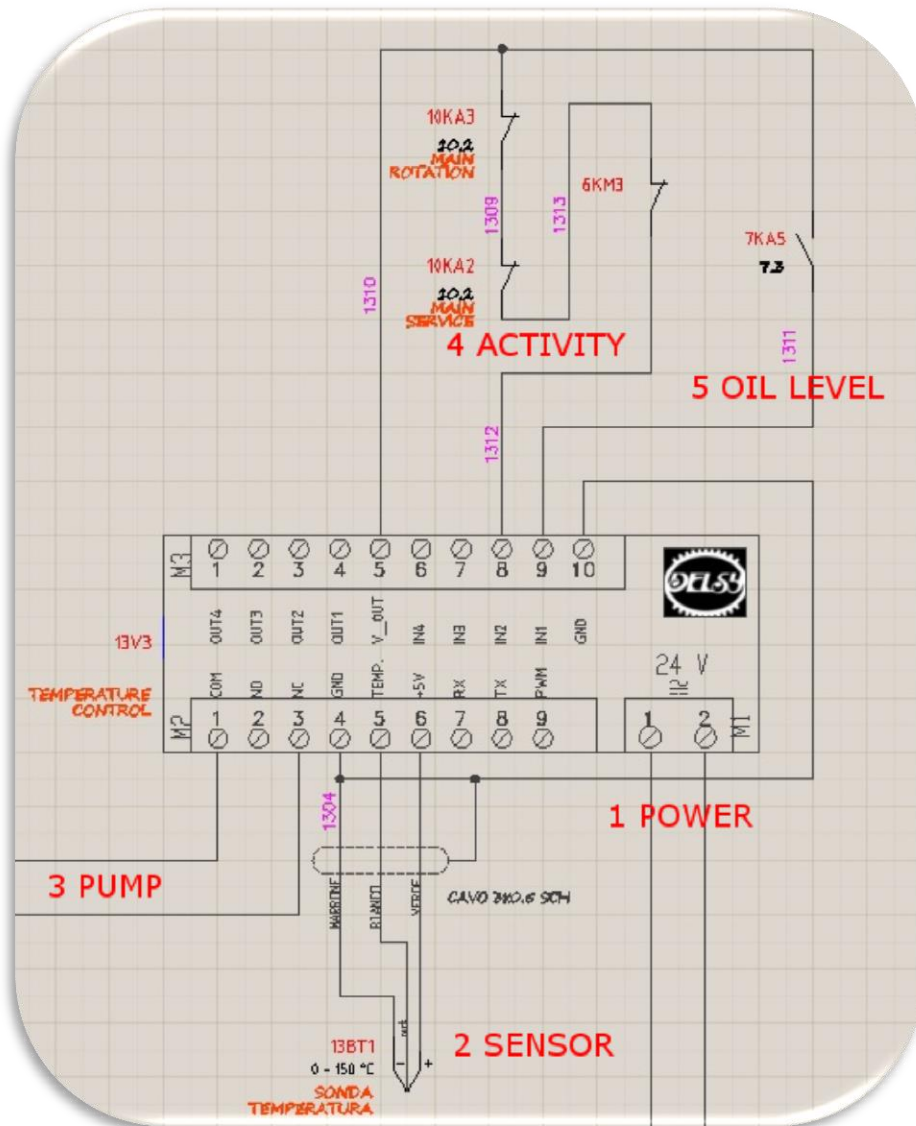 10KA3
10.2
MAIN
ROTATION
1309
1313
6KM3
7KA5
7.3
10KA2
10.2
MAIN
SERVICE
1310
4 ACTIVITY
1311
5 OIL LEVEL
1312
M3
1 2 3 4 5 6 7 8 9 10
DELSY
OUT4 OUT3 OUT2 OUT1 V_OUT IN4 IN3 IN2 IN1 GND
13V3
24 V
TEMPERATURE
CONTROL
COM NO NC GND TEMP. +5V RX TX PWM
M2
1 2 3 4 5 6 7 8 9
1 2
M1
1304
1 POWER
3 PUMP
MARRONE BIANCO VERDE
CAVO 3X0.5 SCH
out
- +
13BT1
2 SENSOR
0 - 150 °C
SONDA
TEMPERATURA